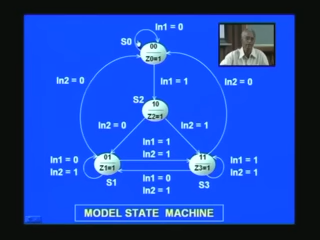 In1 = 0
S0
00
Z0=1
In2 = 0
In1 = 1
In2 = 0
S2
10
Z2=1
In2 = 0
In2 = 1
In1 = 0
In2 = 1
01
Z1=1
In1 = 1
In2 = 1
11
Z3=1
In1 = 1
In2 = 1
S1
In1 = 0
In2 = 1
S3
MODEL STATE MACHINE